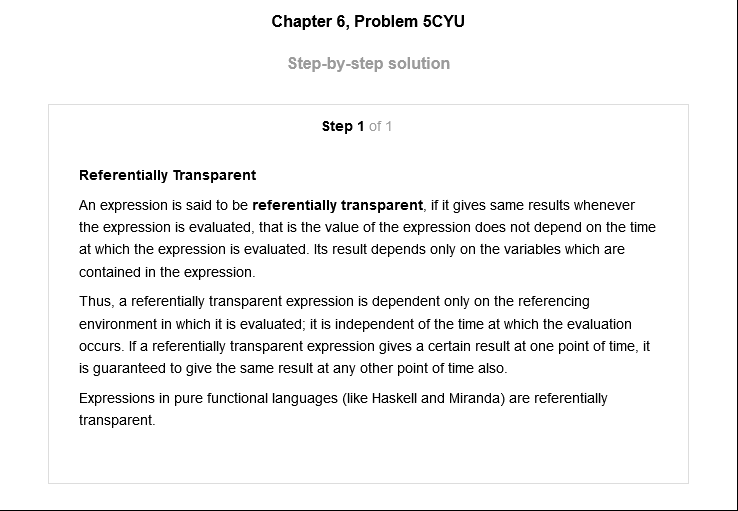 Chapter 6, Problem 5CYU
Step-by-step solution
Step 1 of 1
Referentially Transparent
An expression is said to be referentially transparent, if it gives same results whenever
the expression is evaluated, that is the value of the expression does not depend on the time
at which the expression is evaluated. Its result depends only on the variables which are
contained in the expression.
Thus, a referentially transparent expression is dependent only on the referencing
environment in which it is evaluated; it is independent of the time at which the evaluation
occurs. If a referentially transparent expression gives a certain result at one point of time, it
is guaranteed to give the same result at any other point of time also.
Expressions in pure functional languages (like Haskell and Miranda) are referentially
transparent.